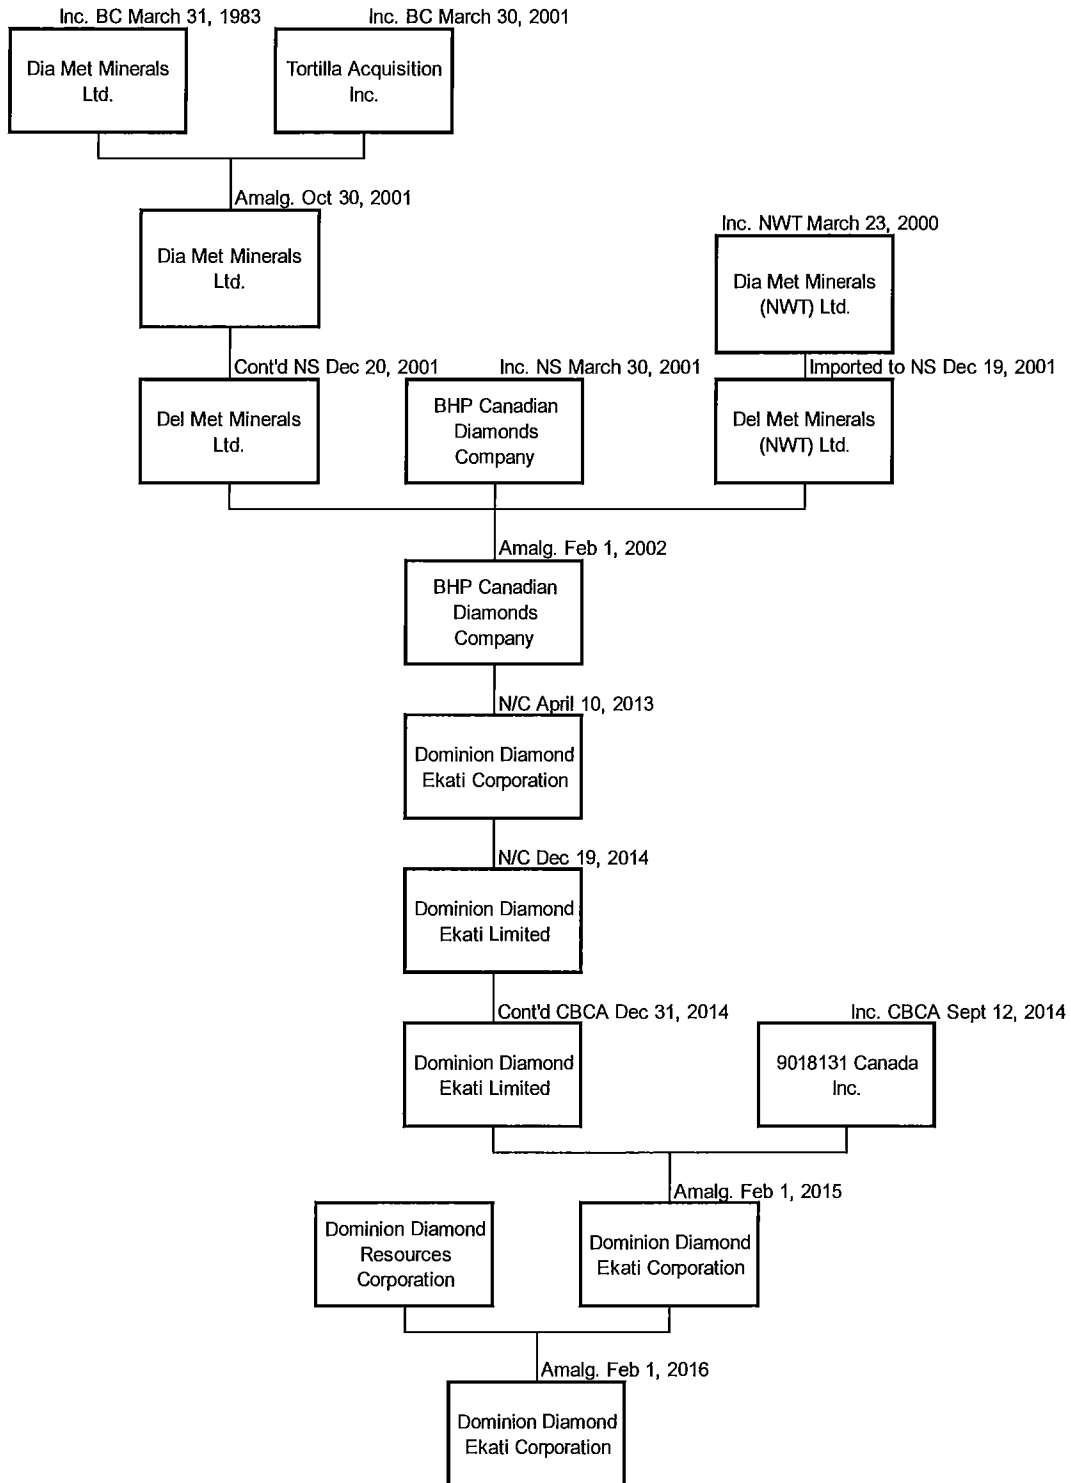 Inc. BC March 31, 1983
Inc. BC March 30, 2001
Dia Met Minerals
Ltd.
Tortilla Acquisition
Inc.
Amalg. Oct 30, 2001
Dia Met Minerals
Ltd.
Inc. NWT March 23, 2000
Dia Met Minerals
(NWT) Ltd.
Cont'd NS Dec 20, 2001
Inc. NS March 30, 2001
Imported to NS Dec 19, 2001
Del Met Minerals
Ltd.
BHP Canadian
Diamonds
Company
Del Met Minerals
(NWT) Ltd.
Amalg. Feb 1, 2002
BHP Canadian
Diamonds
Company
N/C April 10, 2013
Dominion Diamond
Ekati Corporation
N/C Dec 19, 2014
Dominion Diamond
Ekati Limited
Cont'd CBCA Dec 31, 2014
Inc. CBCA Sept 12, 2014
Dominion Diamond
Ekati Limited
9018131 Canada
Inc.
Amalg. Feb 1, 2015
Dominion Diamond
Resources
Corporation
Dominion Diamond
Ekati Corporation
Amalg. Feb 1, 2016
Dominion Diamond
Ekati Corporation